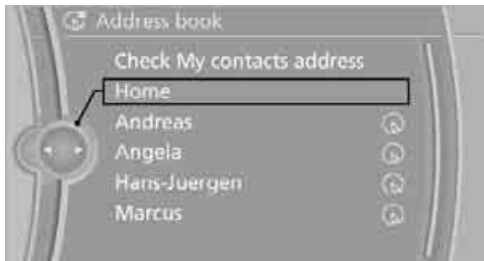 Address book
Check My contacts address
Home
Andreas
Angela
Hans-Juergen
Marcus